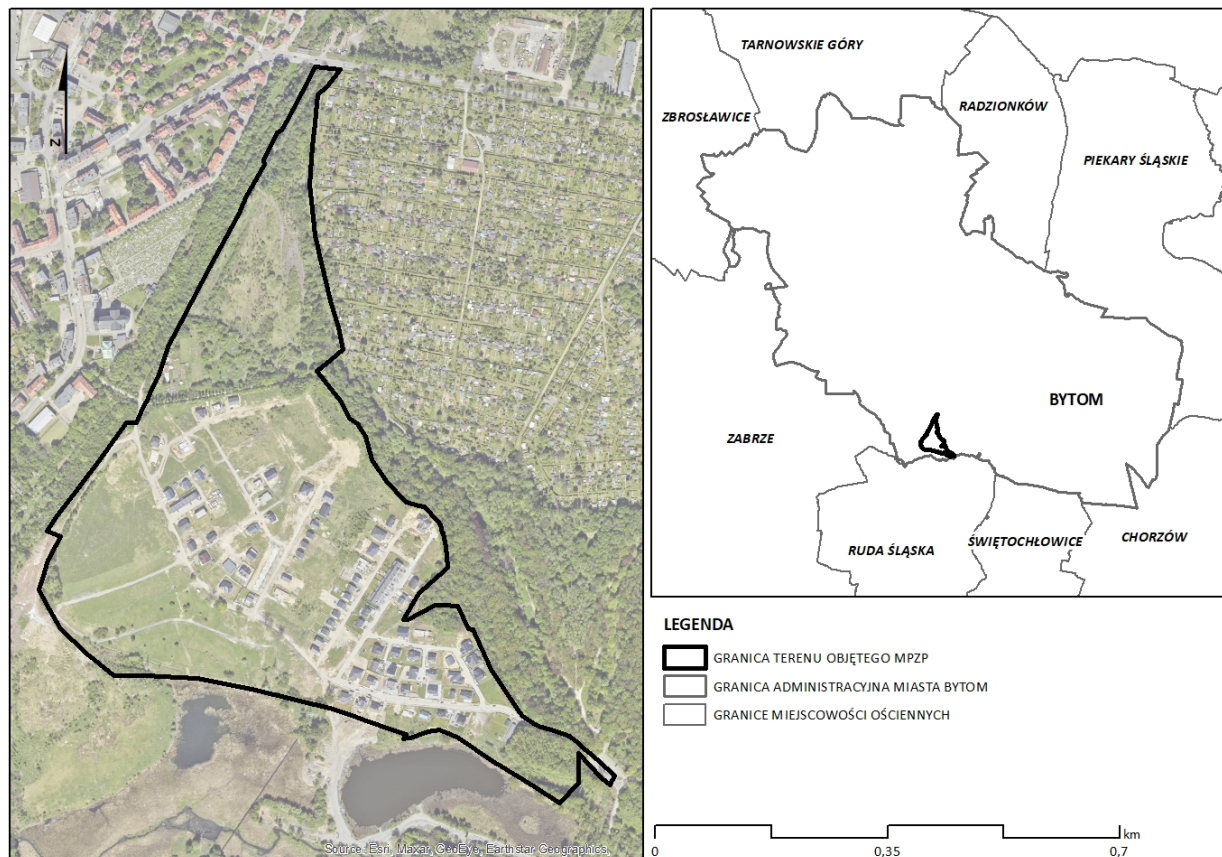 N
Source: Esri, Maxar, GeoEye, Earthstar Geographics,
TARNOWSKIE GÓRY
RADZIONKÓW
ZBROSŁAWICE
PIEKARY ŚLĄSKIE
BYTOM
ZABRZE
RUDA ŚLĄSKA
ŚWIĘTOCHŁOWICE
CHORZÓW
LEGENDA
GRANICA TERENU OBJĘTEGO MPZP
GRANICA ADMINISTRACYJNA MIASTA BYTOM
GRANICE MIEJSCOWOŚCI OŚCIENNYCH
km
0 0,35 0,7